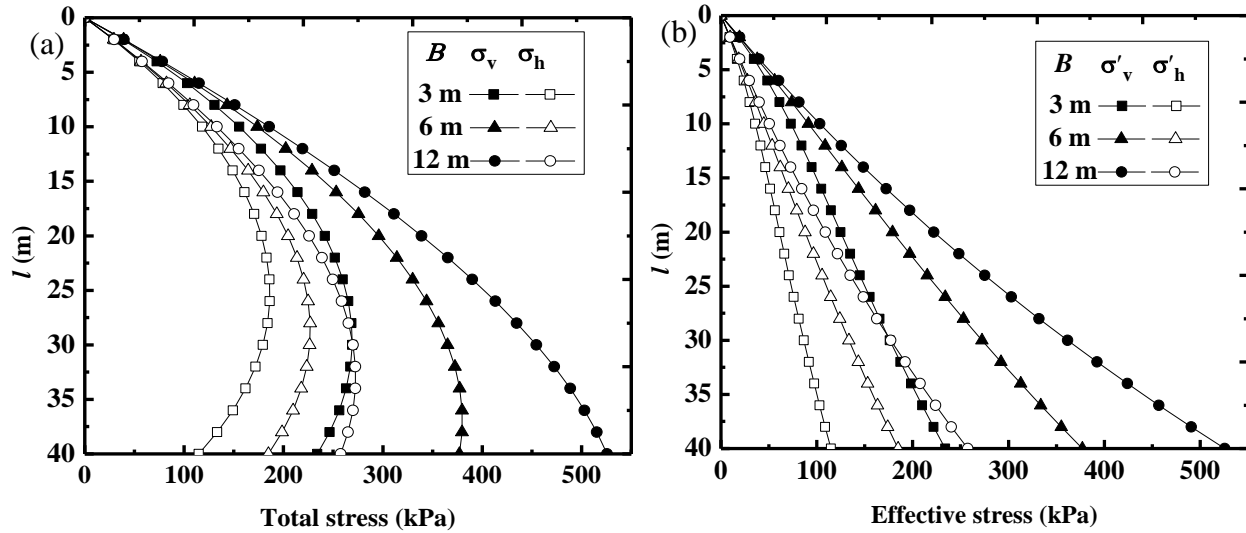 (a)
B σv σh
3 m
6 m
12 m
0
5
10
15
20
25
30
35
40
l (m)
0 100 200 300 400 500
Total stress (kPa)
(b)
B σ'v σ'h
3 m
6 m
12 m
0
5
10
15
20
25
30
35
40
l (m)
0 100 200 300 400 500
Effective stress (kPa)